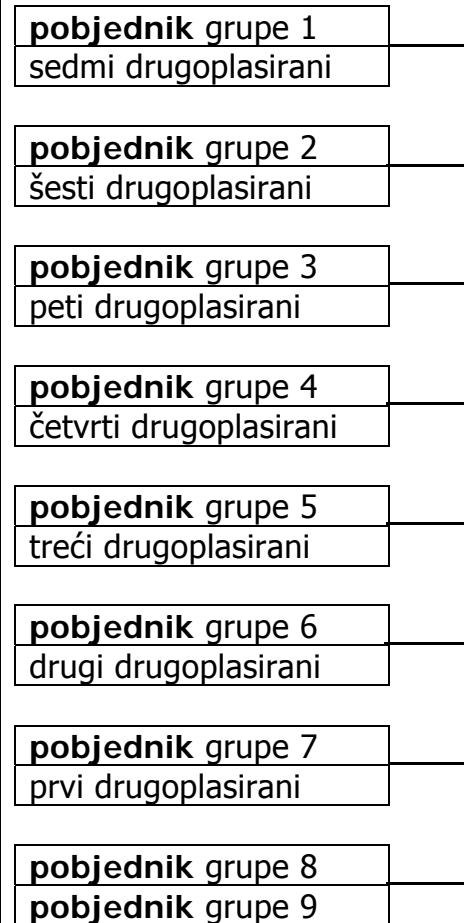 pobjednik grupe 1
sedmi drugoplasirani
pobjednik grupe 2
šesti drugoplasirani
pobjednik grupe 3
peti drugoplasirani
pobjednik grupe 4
četvrti drugoplasirani
pobjednik grupe 5
treći drugoplasirani
pobjednik grupe 6
drugi drugoplasirani
pobjednik grupe 7
prvi drugoplasirani
pobjednik grupe 8
pobjednik grupe 9